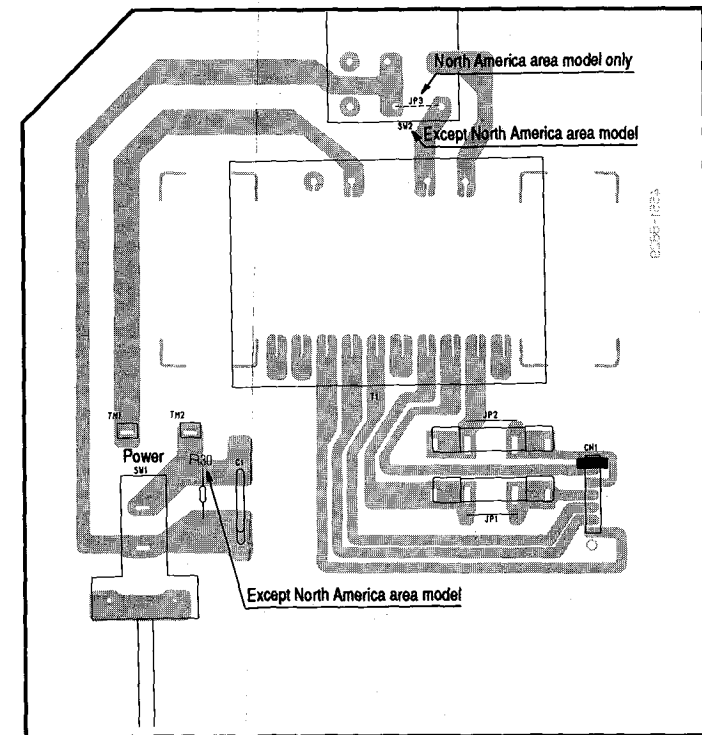 North America area model only
JP3
SW2
Except North America area model
T1
TM1
TM2
JP2
CN1
Power
SW1
R30
C1
JP1
Except North America area model